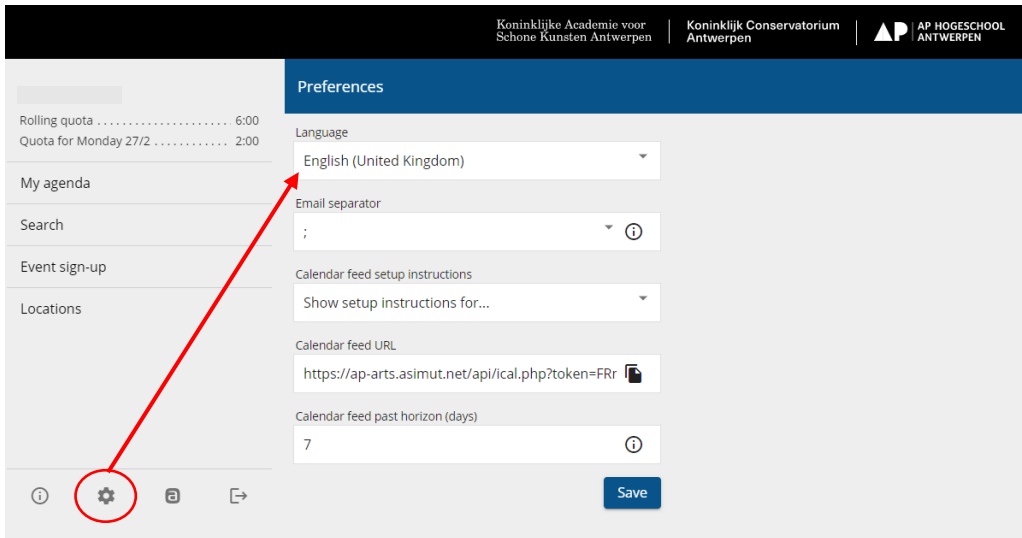 Koninklijke Academie voor
Schone Kunsten Antwerpen
Koninklijk Conservatorium
Antwerpen
AP
AP HOGESCHOOL
ANTWERPEN
Rolling quota . . . . . . . . . . . . . . . . . . . . . 6:00
Quota for Monday 27/2 . . . . . . . . . . . . 2:00
My agenda
Search
Event sign-up
Locations
Preferences
Language
English (United Kingdom)
Email separator
;
Calendar feed setup instructions
Show setup instructions for...
Calendar feed URL
https://ap-arts.asimut.net/api/ical.php?token=FRr
Calendar feed past horizon (days)
7
Save